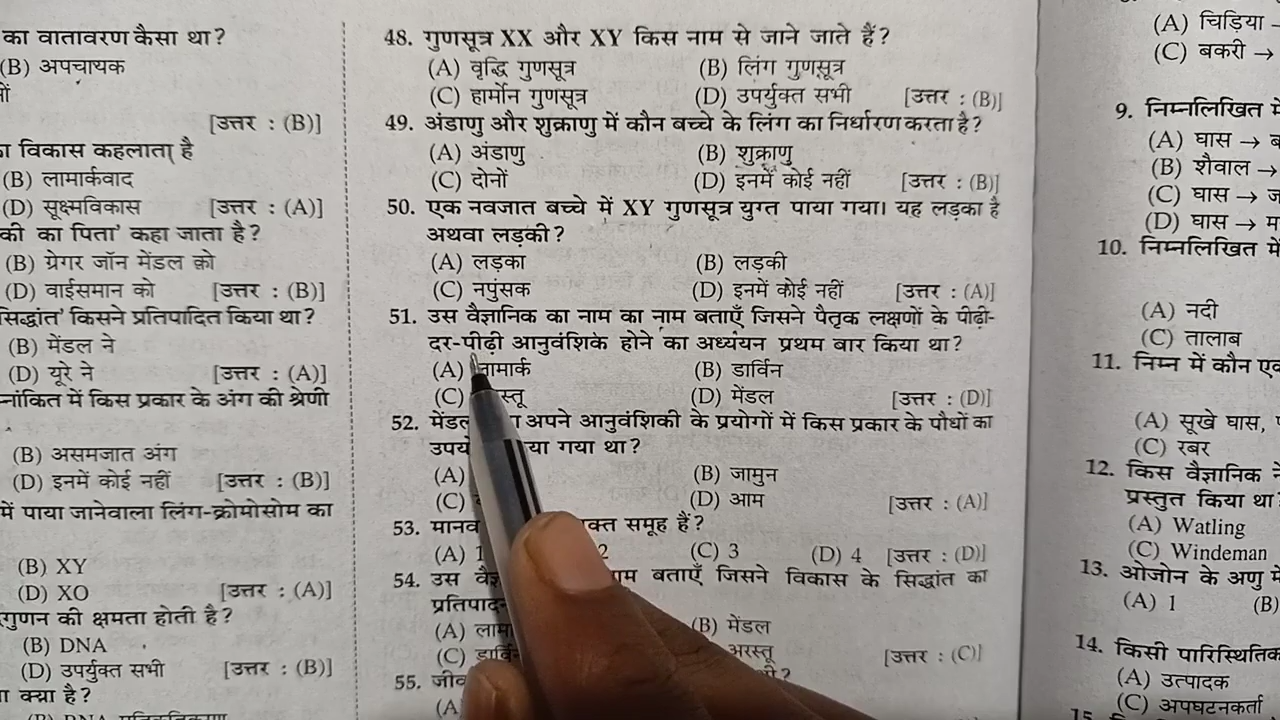 का वातावरण कैसा था?
(B) अपचायक
[उत्तर : (B)]
विकास कहलाता है
(B) लामार्कवाद
(D) सूक्ष्मविकास [उत्तर : (A)]
की का पिता' कहा जाता है?
(B) ग्रेगर जॉन मेंडल को
(D) वाईसमान को [उत्तर : (B)]
सिद्धांत' किसने प्रतिपादित किया था?
(B) मेंडल ने
(D) यूरे ने [उत्तर : (A)]
में किस प्रकार के अंग की श्रेणी
(B) असमजात अंग
(D) इनमें कोई नहीं [उत्तर : (B)]
में पाया जानेवाला लिंग-क्रोमोसोम का
(B) XY
(D) XO [उत्तर : (A)]
की क्षमता होती है?
(B) DNA
(D) उपर्युक्त सभी [उत्तर : (B)]
क्या है?
48. गुणसूत्र XX और XY किस नाम से जाने जाते हैं?
(A) वृद्धि गुणसूत्र (B) लिंग गुणसूत्र
(C) हार्मोन गुणसूत्र (D) उपर्युक्त सभी [उत्तर : (B)]
49. अंडाणु और शुक्राणु में कौन बच्चे के लिंग का निर्धारण करता है?
(A) अंडाणु (B) शुक्राणु
(C) दोनों (D) इनमें कोई नहीं [उत्तर : (B)]
50. एक नवजात बच्चे में XY गुणसूत्र युग्त पाया गया। यह लड़का है
अथवा लड़की?
(A) लड़का (B) लड़की
(C) नपुंसक (D) इनमें कोई नहीं [उत्तर : (A)]
51. उस वैज्ञानिक का नाम का नाम बताएँ जिसने पैतृक लक्षणों के पीढ़ी-
दर-पीढ़ी आनुवंशिके होने का अध्ययन प्रथम बार किया था?
(A) लामार्क (B) डार्विन
(C) (D) मेंडल [उत्तर : (D)]
52. अपने आनुवंशिकी के प्रयोगों में किस प्रकार के पौधों का
गया था?
(A) (B) जामुन
(C) (D) आम [उत्तर : (A)]
53. मानव समूह हैं?
(A) 1 2 (C) 3 (D) 4 [उत्तर : (D)]
54. उस बताएँ जिसने विकास के सिद्धांत का
(A) (B) मेंडल
(C) अरस्तू [उत्तर : (C)]
55.
(A)
(A) चिड़िया
(C) बकरी →
9. निम्नलिखित
(A) घास →
(B) शैवाल →
(C) घास →
(D) घास →
10. निम्नलिखित में
(A) नदी
(C) तालाब
11. निम्न में कौन
(A) सूखे घास,
(C) रबर
12. किस वैज्ञानिक
प्रस्तुत किया था
(A) Watling
(C) Windeman
13. ओजोन के अणु
(A) 1 (B)
14. किसी
(A) उत्पादक
(C) अपघटनकर्ता
15.